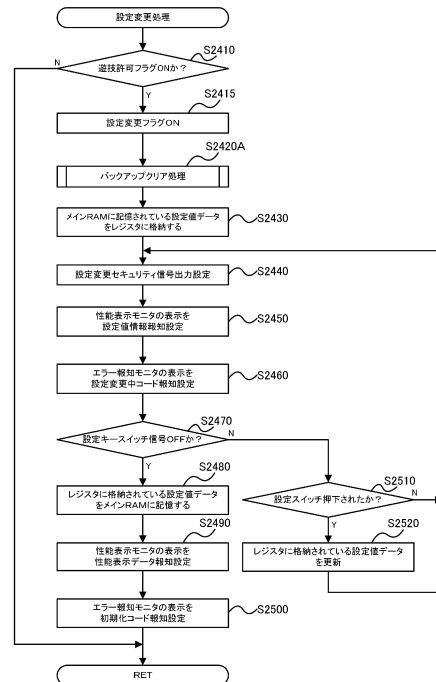 設定変更処理
S2410
N
遊技許可フラグONか？
Y
S2415
設定変更フラグON
S2420A
バックアップクリア処理
メインRAMに記憶されている設定値データ
をレジスタに格納する
S2430
設定変更セキュリティ信号出力設定
S2440
性能表示モニタの表示を
設定値情報報知設定
S2450
エラー報知モニタの表示を
設定変更中コード報知設定
S2460
S2470
設定キースイッチ信号OFFか？
N
Y
S2480
S2510
レジスタに格納されている設定値データ
をメインRAMに記憶する
設定スイッチ押下されたか？
N
S2490
Y
S2520
性能表示モニタの表示を
性能表示データ報知設定
レジスタに格納されている設定値データ
を更新
エラー報知モニタの表示を
初期化コード報知設定
S2500
RET